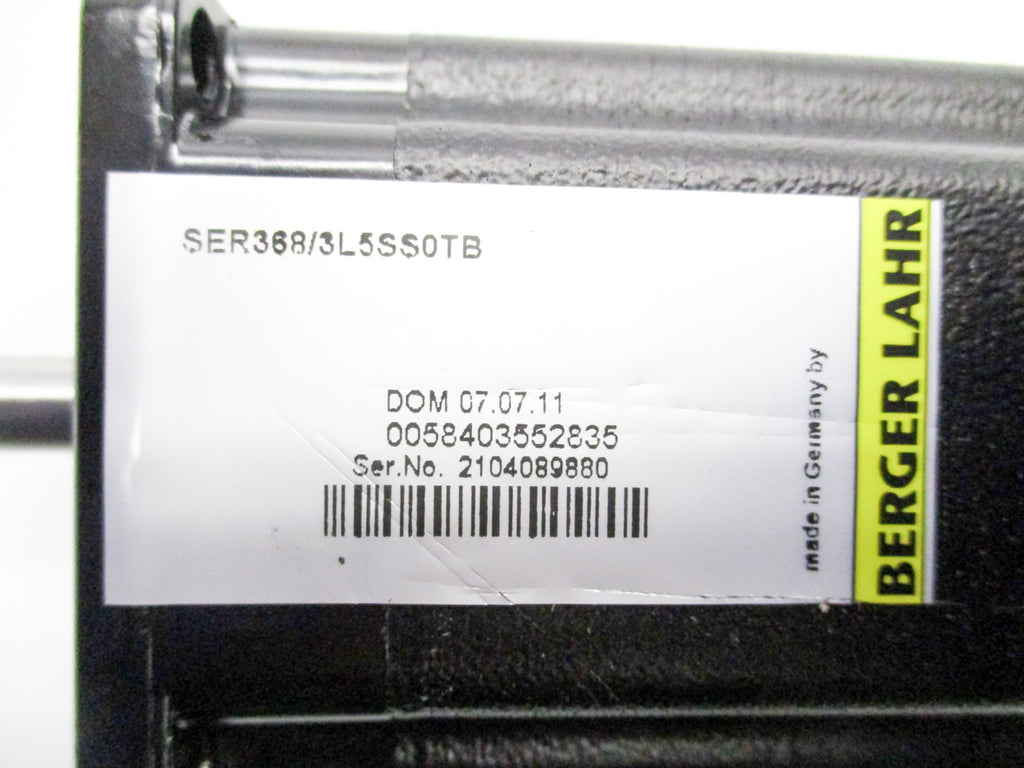 SER368/3L5SS0TB
DOM 07.07.11
0058403552835
Ser.No. 2104089880
made in Germany by
BERGER LAHR